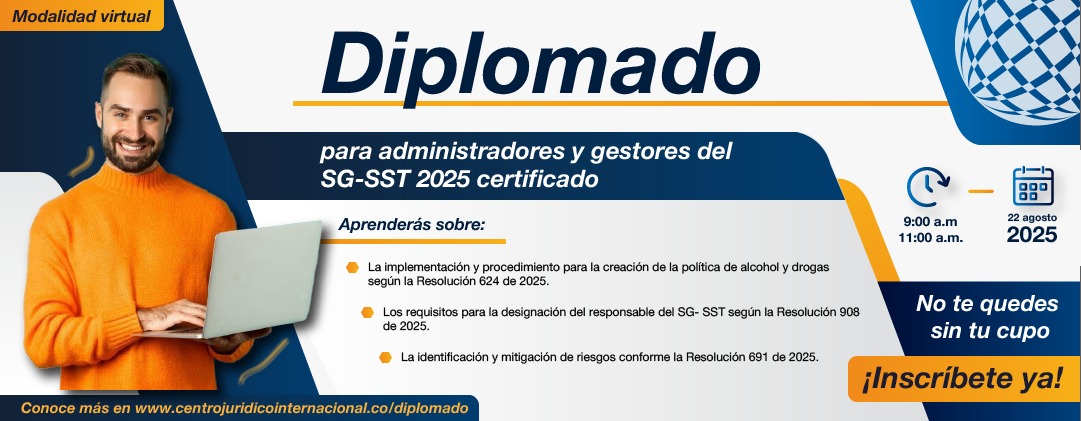 Modalidad virtual
Diplomado
para administradores y gestores del
SG-SST 2025 certificado
Aprenderás sobre:
La implementación y procedimiento para la creación de la política de alcohol y drogas
según la Resolución 624 de 2025.
Los requisitos para la designación del responsable del SG- SST según la Resolución 908
de 2025.
La identificación y mitigación de riesgos conforme la Resolución 691 de 2025.
9:00 a.m
11:00 a.m.
22 agosto
2025
No te quedes
sin tu cupo
¡Inscríbete ya!
Conoce más en www.centrojuridicointernacional.co/diplomado